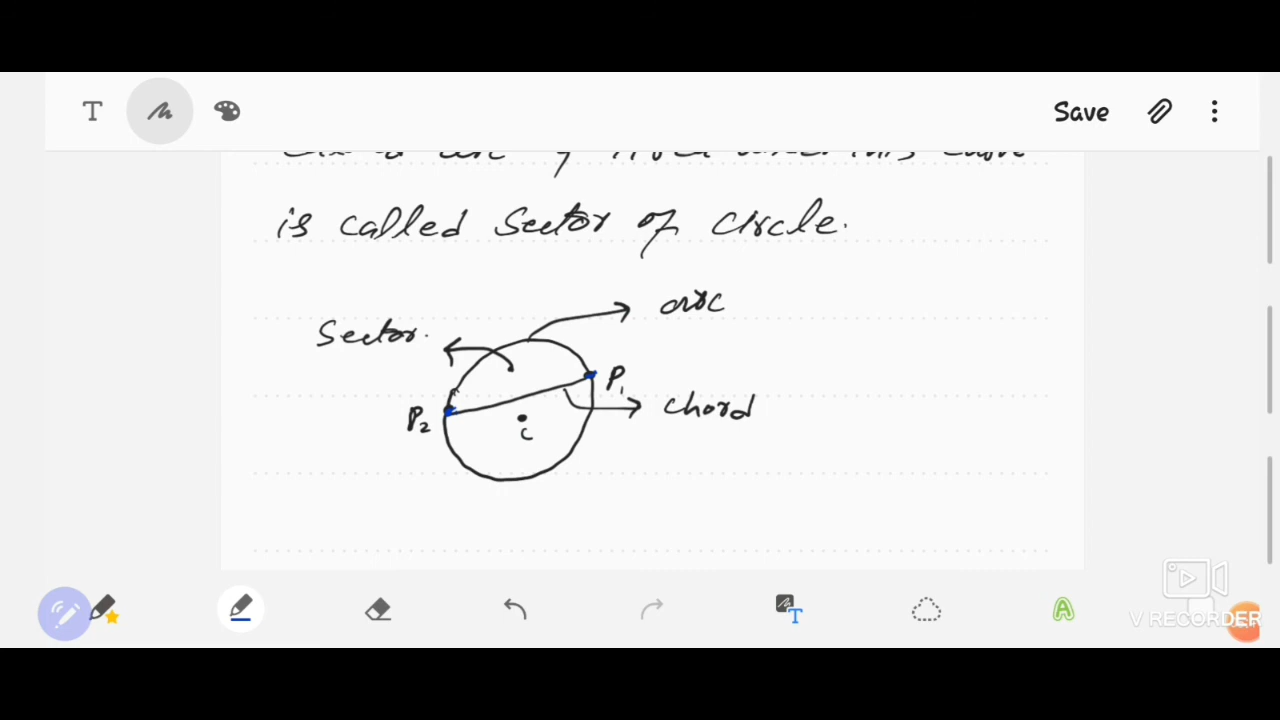 T
Save
is called Sector of circle.
arc
Sector.
P1
P2
chord
c
T
A
V RECORDER